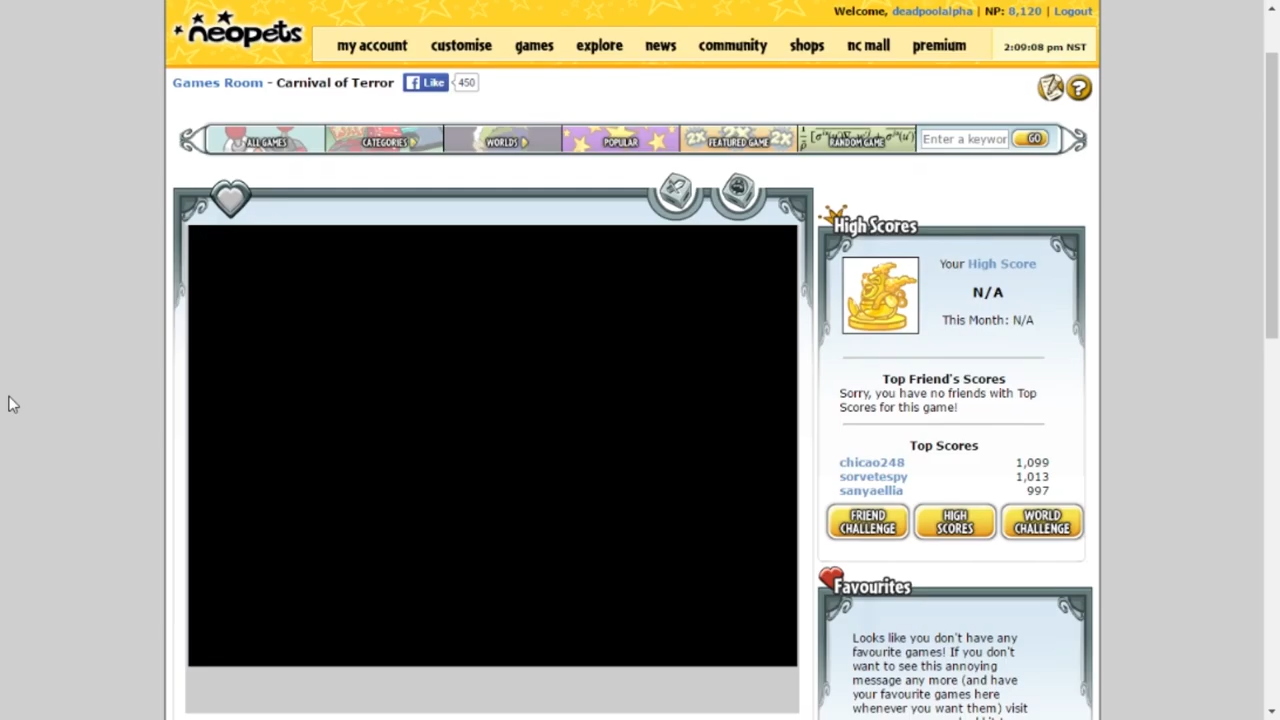 neopets
Welcome, deadpoolalpha | NP: 8,120 | Logout
my account customise games explore news community shops nc mall premium 2:09:08 pm NST
Games Room - Carnival of Terror Like 450
ALL GAMES CATEGORIES WORLDS POPULAR FEATURED GAME RANDOM GAME Enter a keywor GO
High Scores
Your High Score
N/A
This Month: N/A
Top Friend's Scores
Sorry, you have no friends with Top
Scores for this game!
Top Scores
chicao248 1,099
sorvetespy 1,013
sanyaellia 997
FRIEND CHALLENGE HIGH SCORES WORLD CHALLENGE
Favourites
Looks like you don't have any
favourite games! If you don't
want to see this annoying
message any more (and have
your favourite games here
whenever you want them) visit